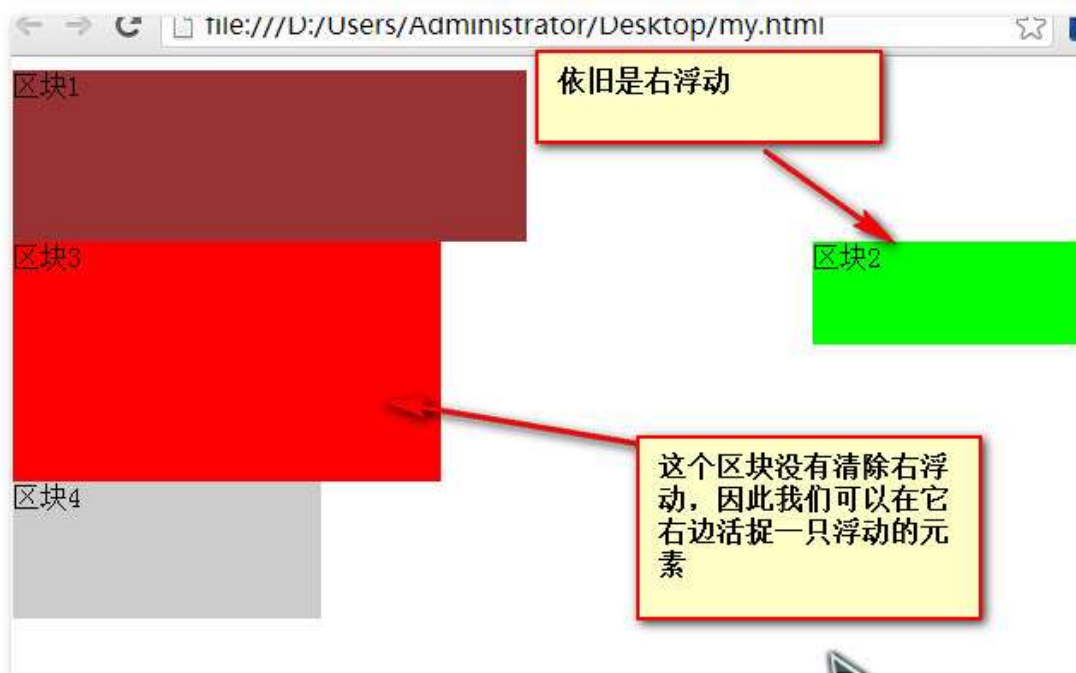 file:///D:/Users/Administrator/Desktop/my.html
区块1
依旧是右浮动
区块3
区块2
这个区块没有清除右浮
动，因此我们可以在它
右边活捉一只浮动的元
素
区块4